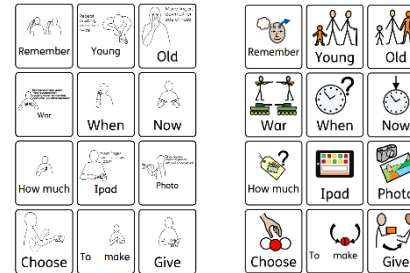 Remember Young Old
War When Now
How much Ipad Photo
Choose To make Give
Remember Young Old
War When Now
How much Ipad Photo
Choose To make Give